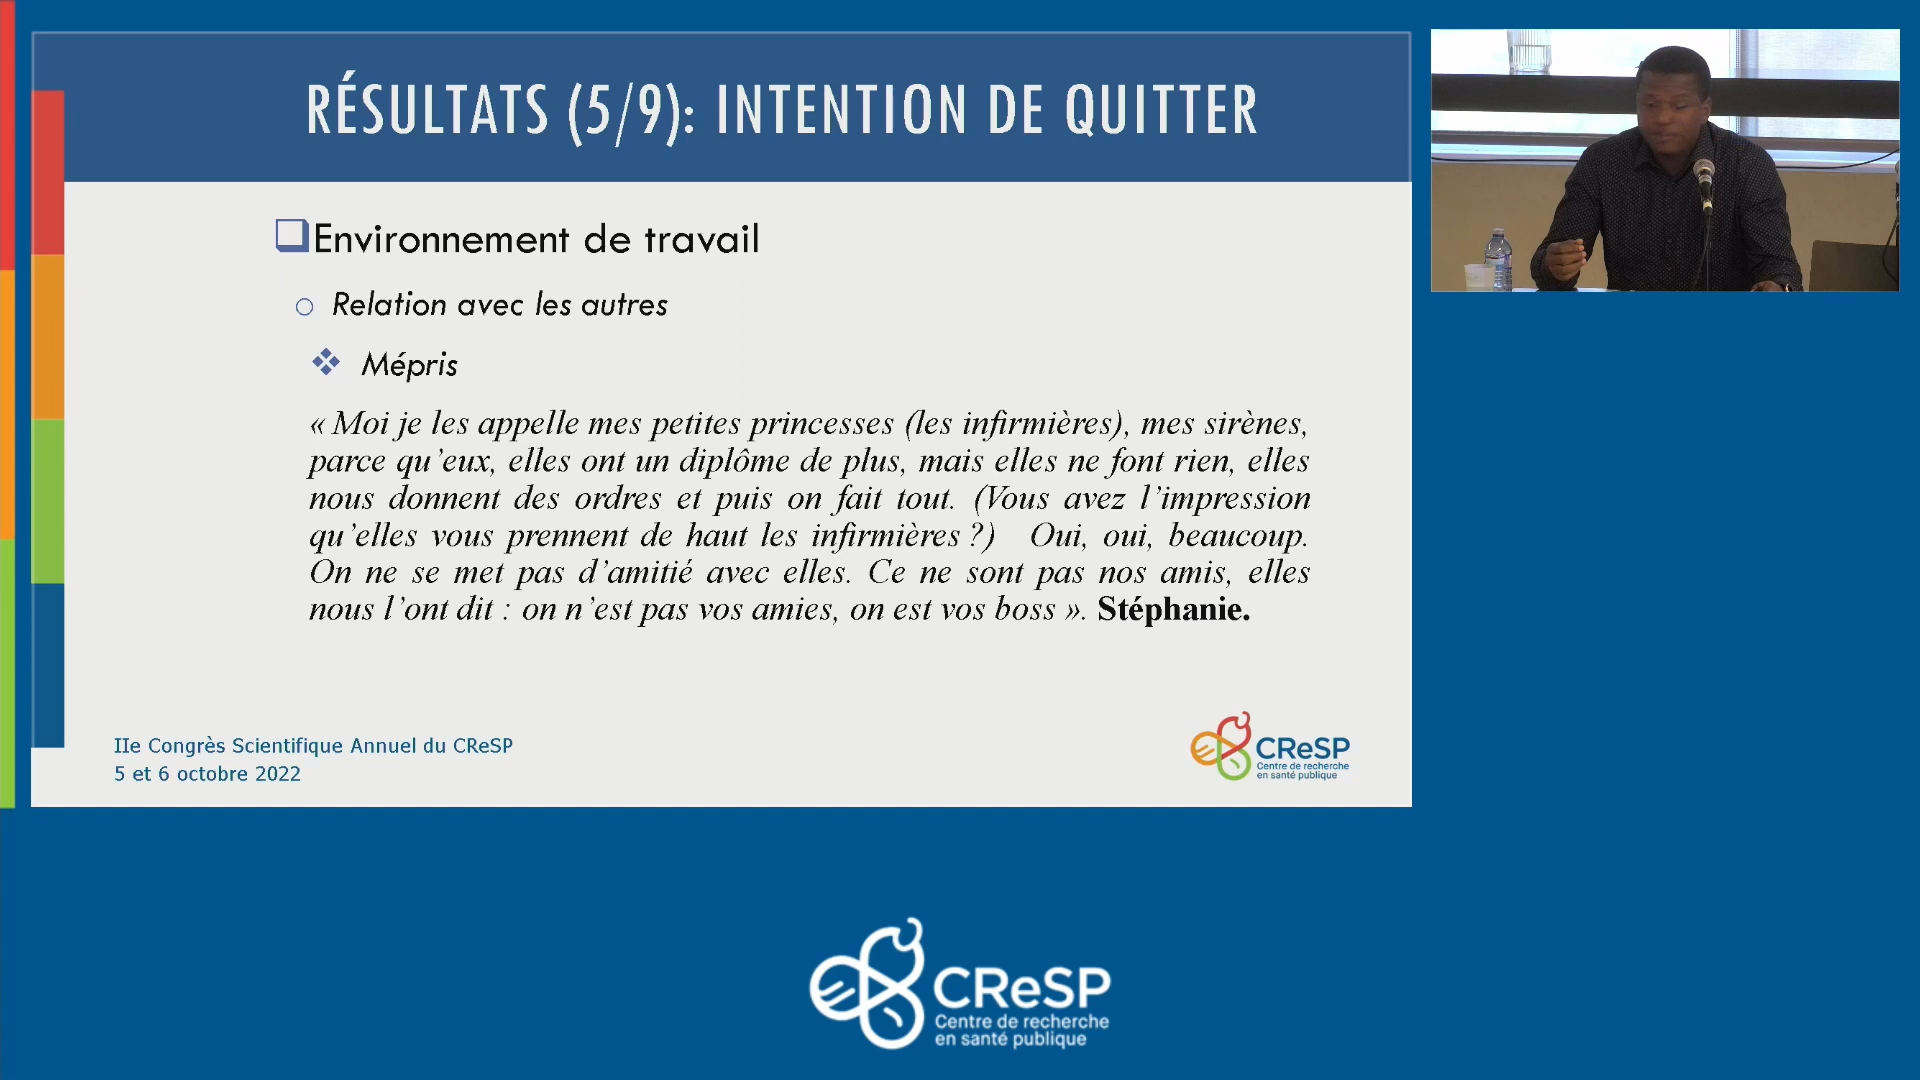 RÉSULTATS (5/9): INTENTION DE QUITTER
Environnement de travail
Relation avec les autres
Mépris
« Moi je les appelle mes petites princesses (les infirmières), mes sirènes,
parce qu’eux, elles ont un diplôme de plus, mais elles ne font rien, elles
nous donnent des ordres et puis on fait tout. (Vous avez l’impression
qu’elles vous prennent de haut les infirmières ?) Oui, oui, beaucoup.
On ne se met pas d’amitié avec elles. Ce ne sont pas nos amis, elles
nous l’ont dit : on n’est pas vos amies, on est vos boss ». Stéphanie.
IIe Congrès Scientifique Annuel du CReSP
5 et 6 octobre 2022
CReSP
Centre de recherche
en santé publique
CReSP
Centre de recherche
en santé publique